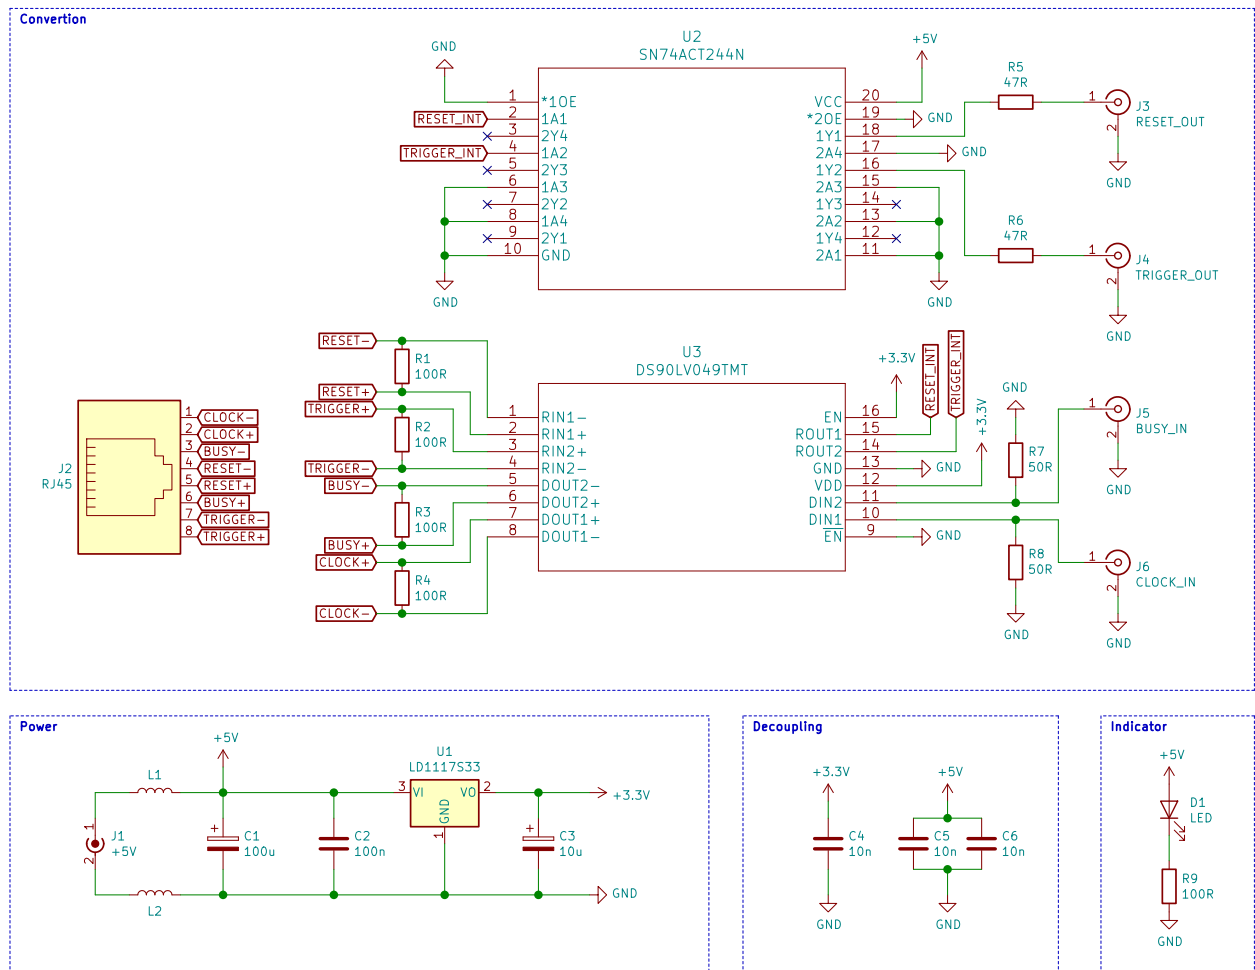 Convertion
U2
SN74ACT244N
GND
+5V
R5
47R
1 *1OE
RESET_INT 2 1A1
3 2Y4
TRIGGER_INT 4 1A2
5 2Y3
6 1A3
7 2Y2
8 1A4
9 2Y1
10 GND
GND
VCC 20
*2OE 19 GND
1Y1 18
2A4 17 GND
1Y2 16
2A3 15
1Y3 14
2A2 13
1Y4 12
2A1 11
GND
1 J3
RESET_OUT
2
GND
R6
47R
1 J4
TRIGGER_OUT
2
GND
U3
DS90LV049TMT
RESET-
R1
100R
RESET+
TRIGGER+
R2
100R
TRIGGER-
BUSY-
R3
100R
BUSY+
CLOCK+
R4
100R
CLOCK-
1 RIN1-
2 RIN1+
3 RIN2+
4 RIN2-
5 DOUT2-
6 DOUT2+
7 DOUT1+
8 DOUT1-
+3.3V
RESET_INT
TRIGGER_INT
+3.3V
EN 16
ROUT1 15
ROUT2 14
GND 13 GND
VDD 12
DIN2 11
DIN1 10
EN 9 GND
GND
R7
50R
R8
50R
GND
1 J5
BUSY_IN
2
GND
1 J6
CLOCK_IN
2
GND
J2
RJ45
1 CLOCK-
2 CLOCK+
3 BUSY-
4 RESET-
5 RESET+
6 BUSY+
7 TRIGGER-
8 TRIGGER+
Power
+5V
L1
1
J1
+5V
2
L2
+
C1
100u
C2
100n
U1
LD1117S33
3 VI VO 2
GND
1
+
C3
10u
+3.3V
GND
Decoupling
+3.3V
C4
10n
GND
+5V
C5
10n
C6
10n
GND
Indicator
+5V
D1
LED
R9
100R
GND